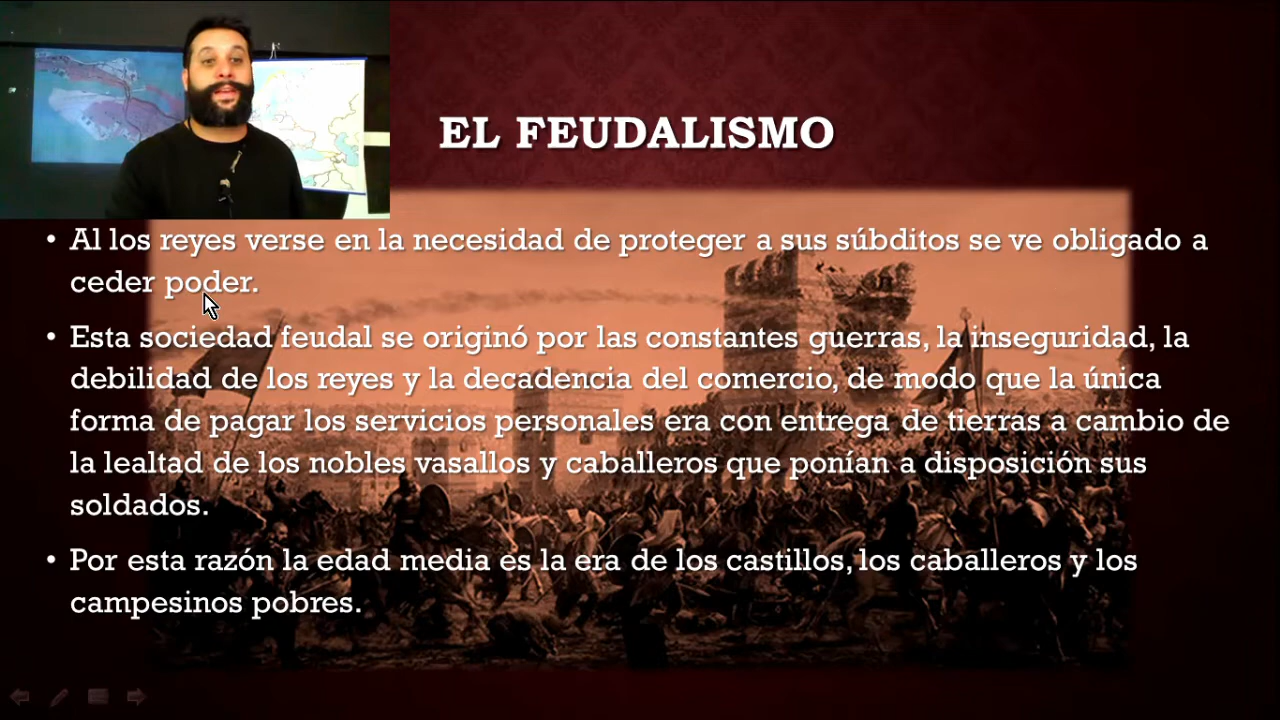 EL FEUDALISMO
• Al los reyes verse en la necesidad de proteger a sus súbditos se ve obligado a
ceder poder.
• Esta sociedad feudal se originó por las constantes guerras, la inseguridad, la
debilidad de los reyes y la decadencia del comercio, de modo que la única
forma de pagar los servicios personales era con entrega de tierras a cambio de
la lealtad de los nobles vasallos y caballeros que ponían a disposición sus
soldados.
• Por esta razón la edad media es la era de los castillos, los caballeros y los
campesinos pobres.